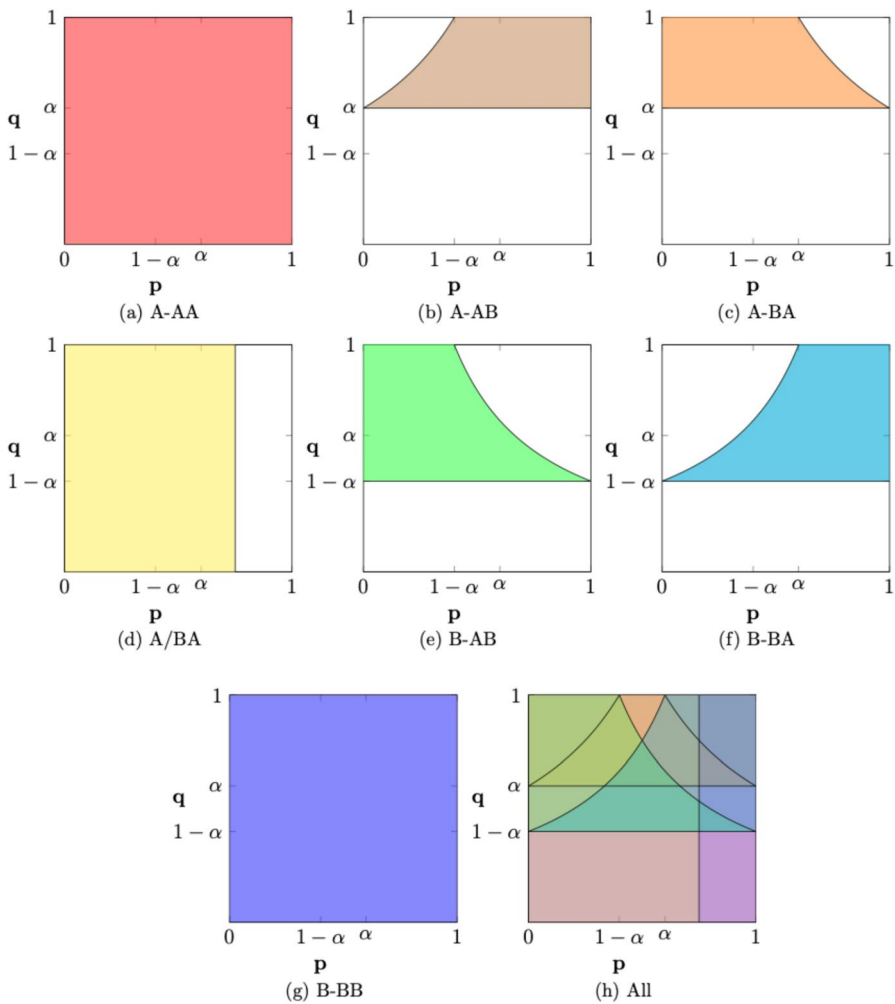 1 1 1
α α α
q q q
1 − α 1 − α 1 − α
0 1 − α α 1 0 1 − α α 1 0 1 − α α 1
p p p
(a) A-AA (b) A-AB (c) A-BA
1 1 1
α α α
q q q
1 − α 1 − α 1 − α
0 1 − α α 1 0 1 − α α 1 0 1 − α α 1
p p p
(d) A/BA (e) B-AB (f) B-BA
1 1
α α
q q
1 − α 1 − α
0 1 − α α 1 0 1 − α α 1
p p
(g) B-BB (h) All